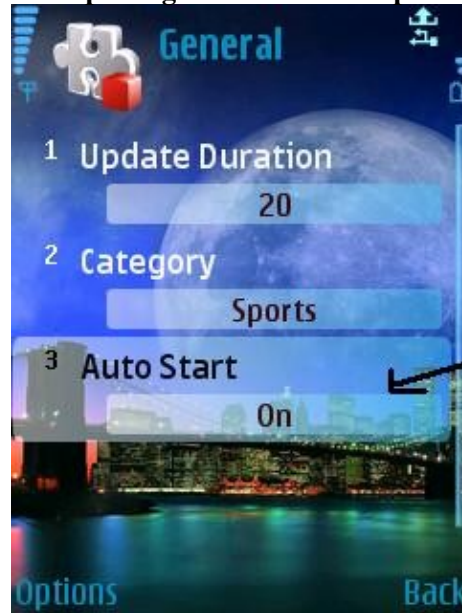 General
1 Update Duration
20
2 Category
Sports
3 Auto Start
On
Options Back